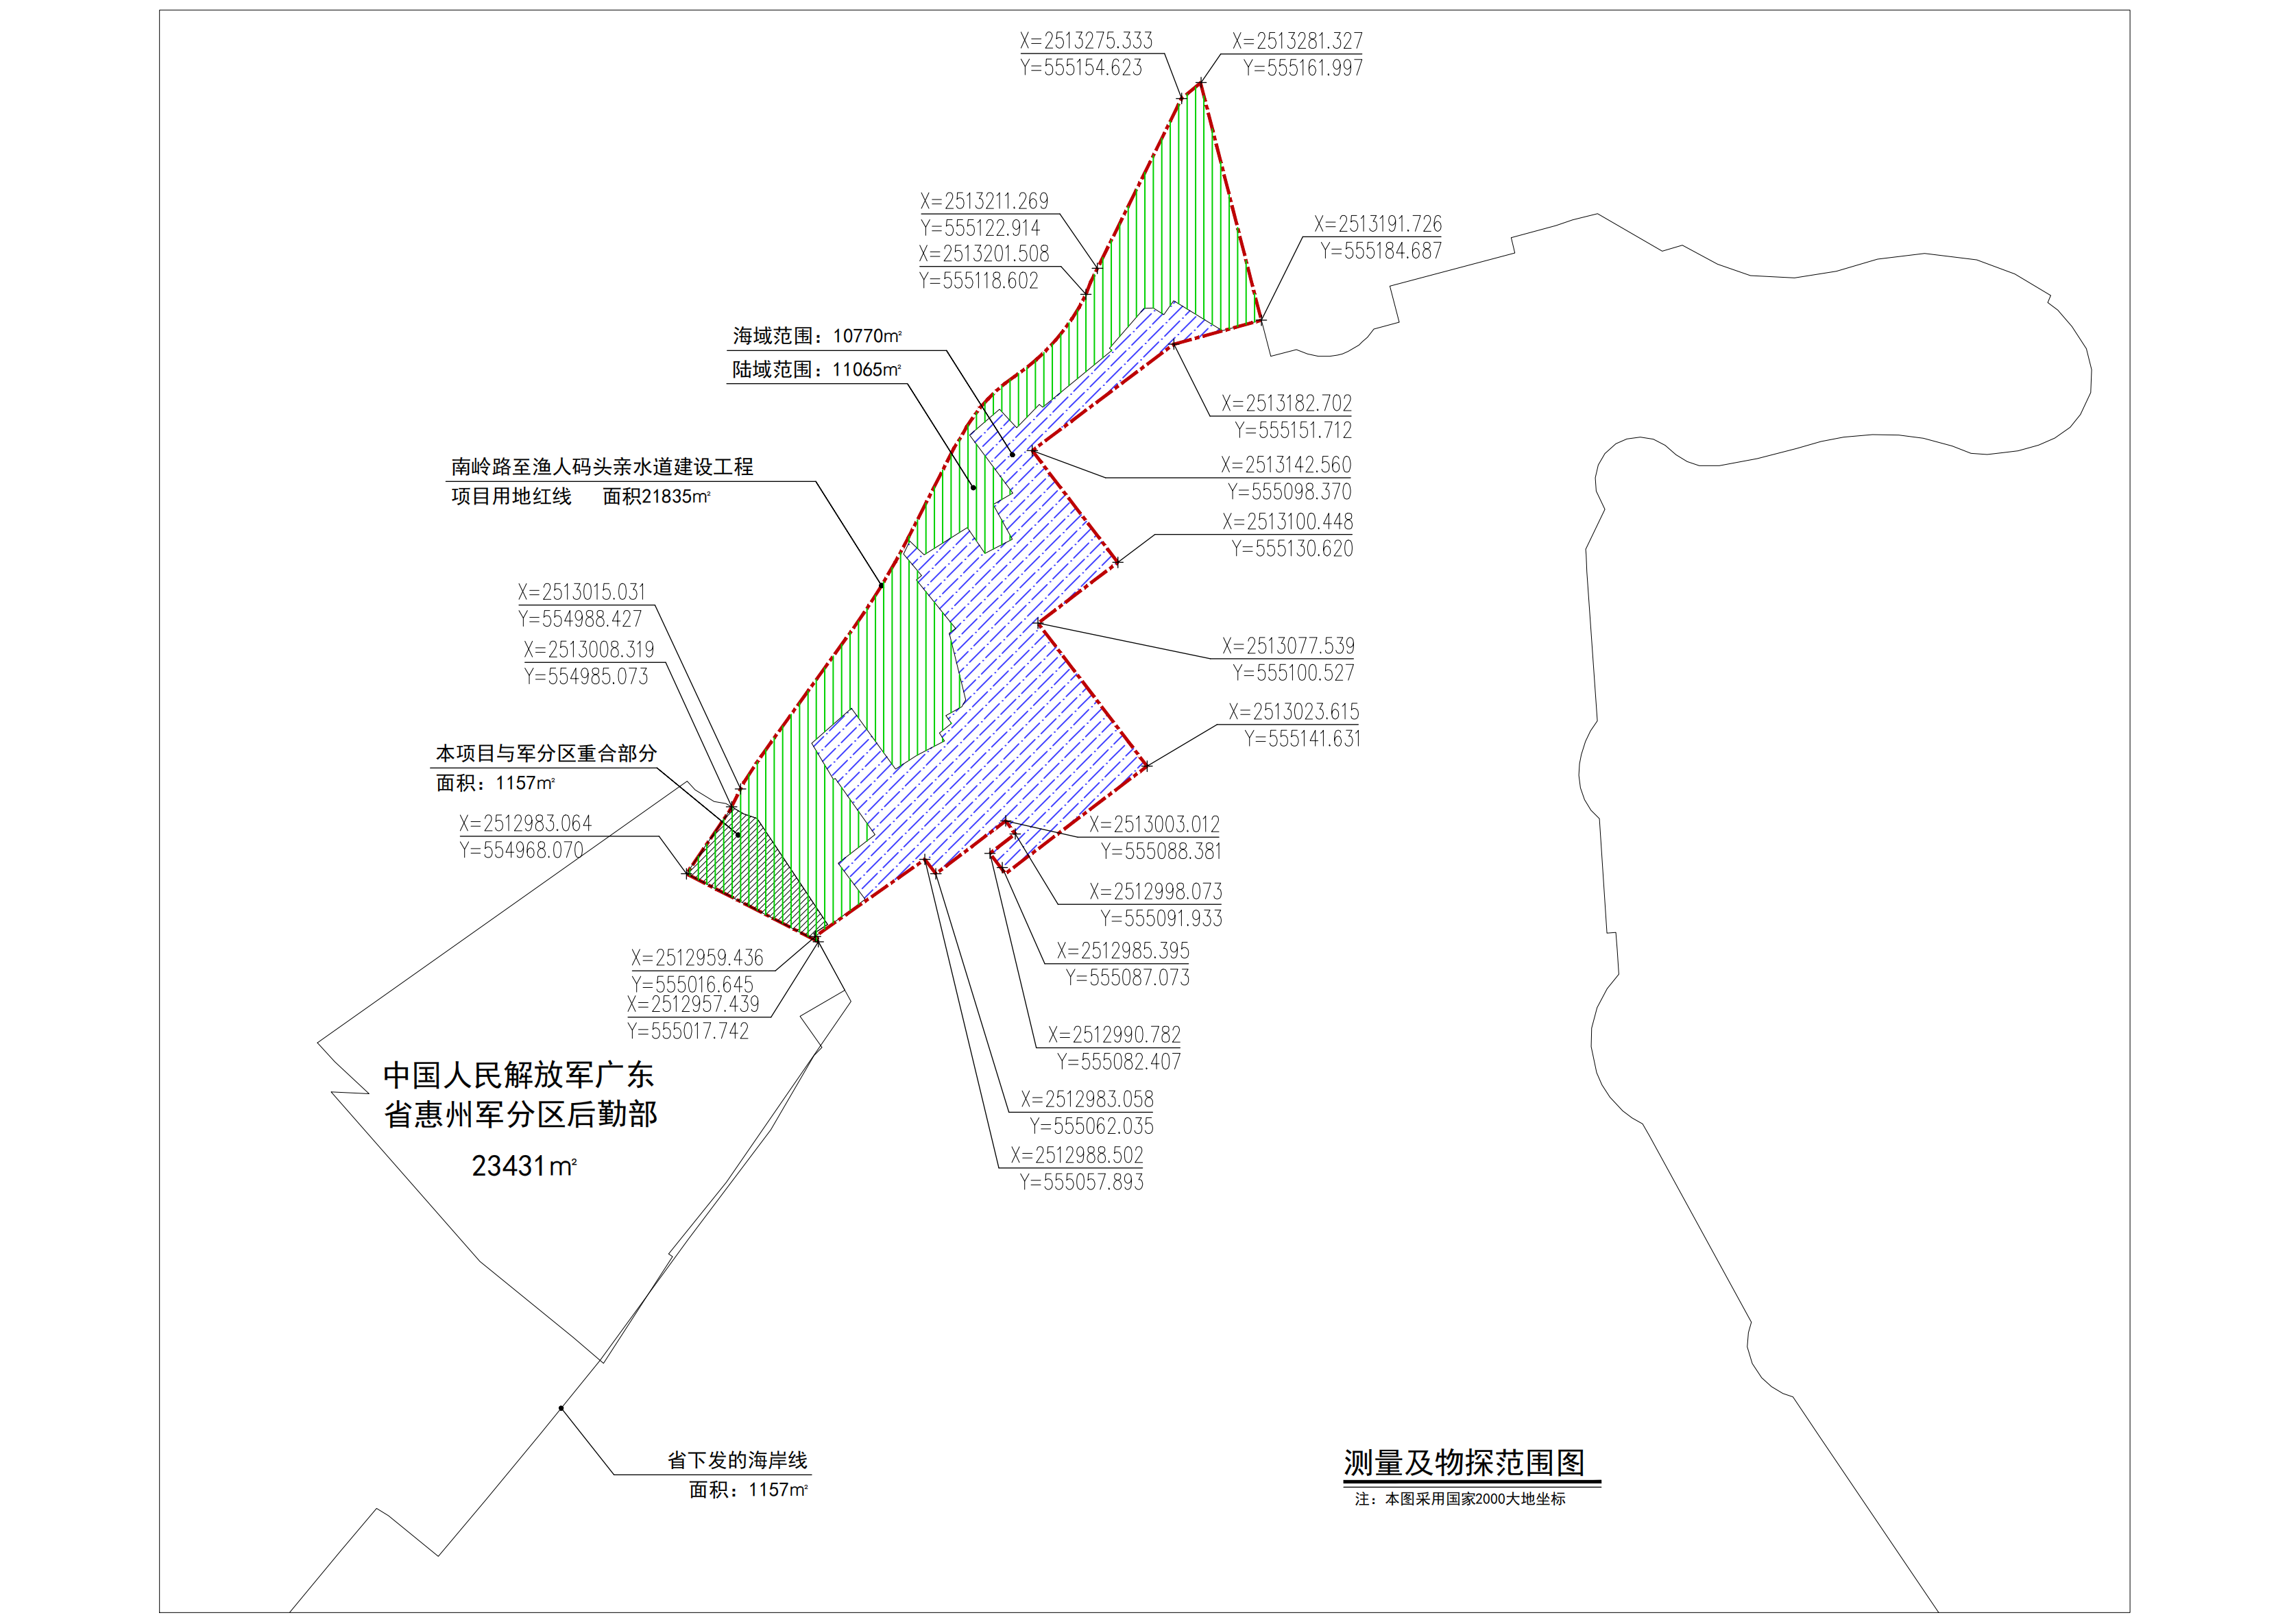 X=2513275.333
Y=555154.623
X=2513281.327
Y=555161.997
X=2513211.269
Y=555122.914
X=2513201.508
Y=555118.602
X=2513191.726
Y=555184.687
海域范围：10770㎡
陆域范围：11065㎡
X=2513182.702
Y=555151.712
南岭路至渔人码头亲水道建设工程
项目用地红线 面积21835㎡
X=2513142.560
Y=555098.370
X=2513100.448
Y=555130.620
X=2513015.031
Y=554988.427
X=2513008.319
Y=554985.073
X=2513077.539
Y=555100.527
X=2513023.615
Y=555141.631
本项目与军分区重合部分
面积：1157㎡
X=2512983.064
Y=554968.070
X=2513003.012
Y=555088.381
X=2512998.073
Y=555091.933
X=2512985.395
Y=555087.073
X=2512959.436
Y=555016.645
X=2512957.439
Y=555017.742
X=2512990.782
Y=555082.407
X=2512983.058
Y=555062.035
X=2512988.502
Y=555057.893
中国人民解放军广东
省惠州军分区后勤部
23431㎡
省下发的海岸线
面积：1157㎡
测量及物探范围图
注：本图采用国家2000大地坐标